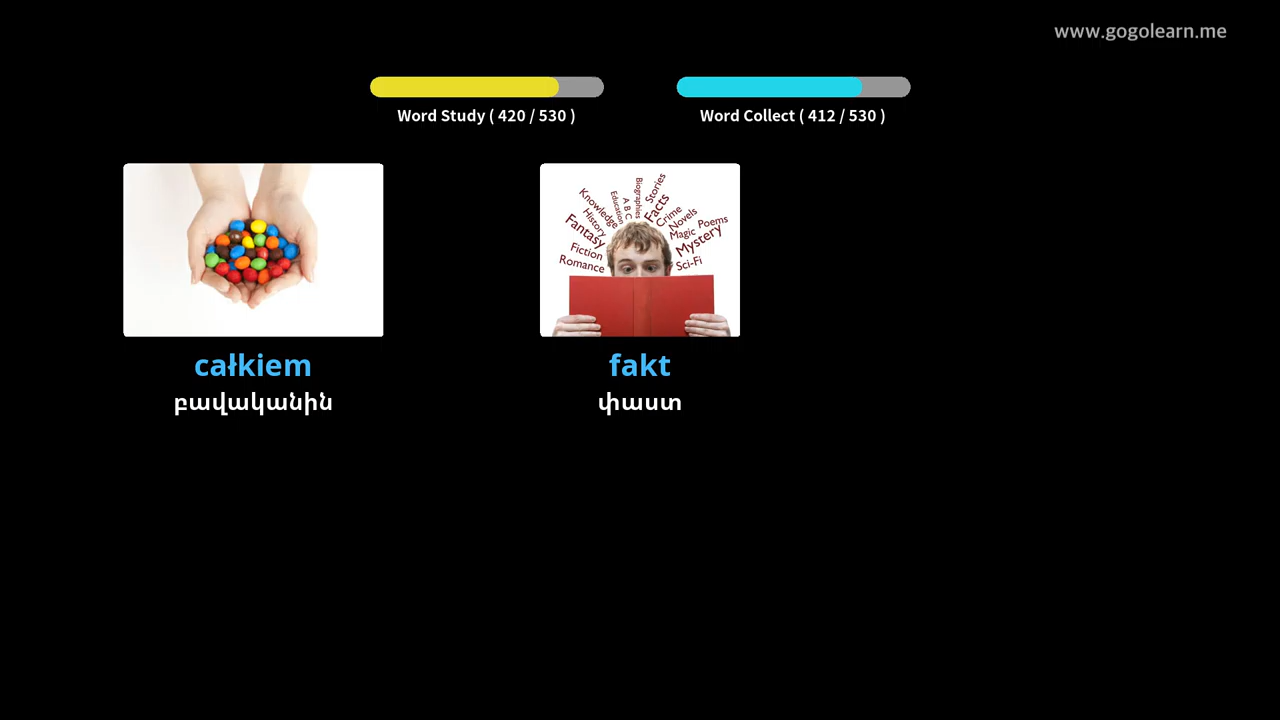 www.gogolearn.me
Word Study ( 420 / 530 )
Word Collect ( 412 / 530 )
Knowledge
History
Fantasy
Fiction
Romance
Education
A B C
Biographies
Stories
Facts
Crime
Novels
Magic
Poems
Mystery
Sci-Fi
całkiem
բավականին
fakt
փաստ